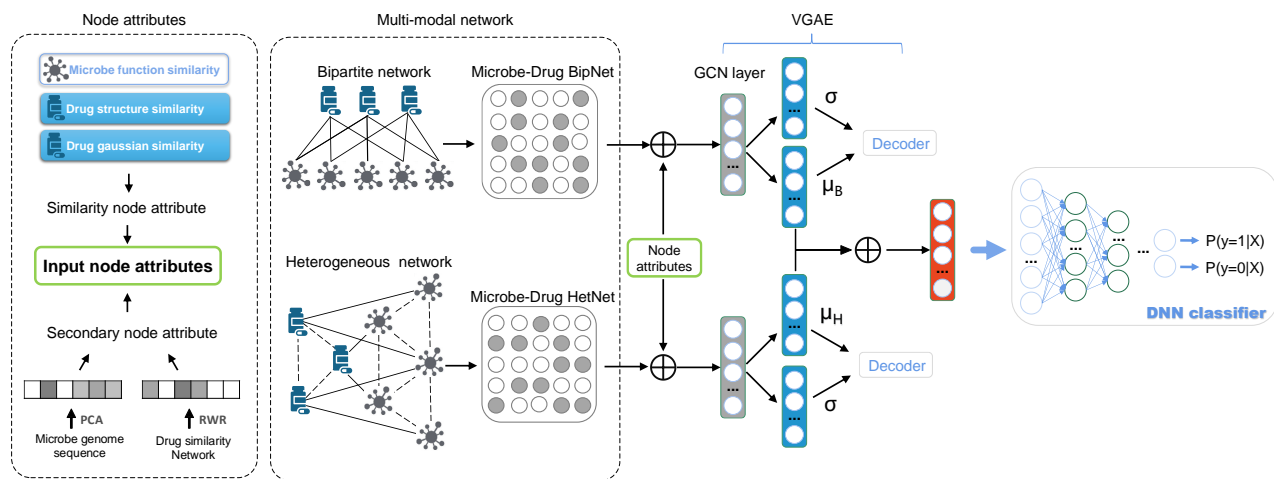 Node attributes
Microbe function similarity
Drug structure similarity
Drug gaussian similarity
Similarity node attribute
Input node attributes
Secondary node attribute
PCA
RWR
Microbe genome
sequence
Drug similarity
Network
Multi-modal network
Bipartite network
Microbe-Drug BipNet
Heterogeneous network
Microbe-Drug HetNet
Node
attributes
VGAE
GCN layer
...
...
...
σ
μB
Decoder
...
...
...
μH
σ
Decoder
...
...
...
...
...
...
P(y=1|X)
P(y=0|X)
DNN classifier